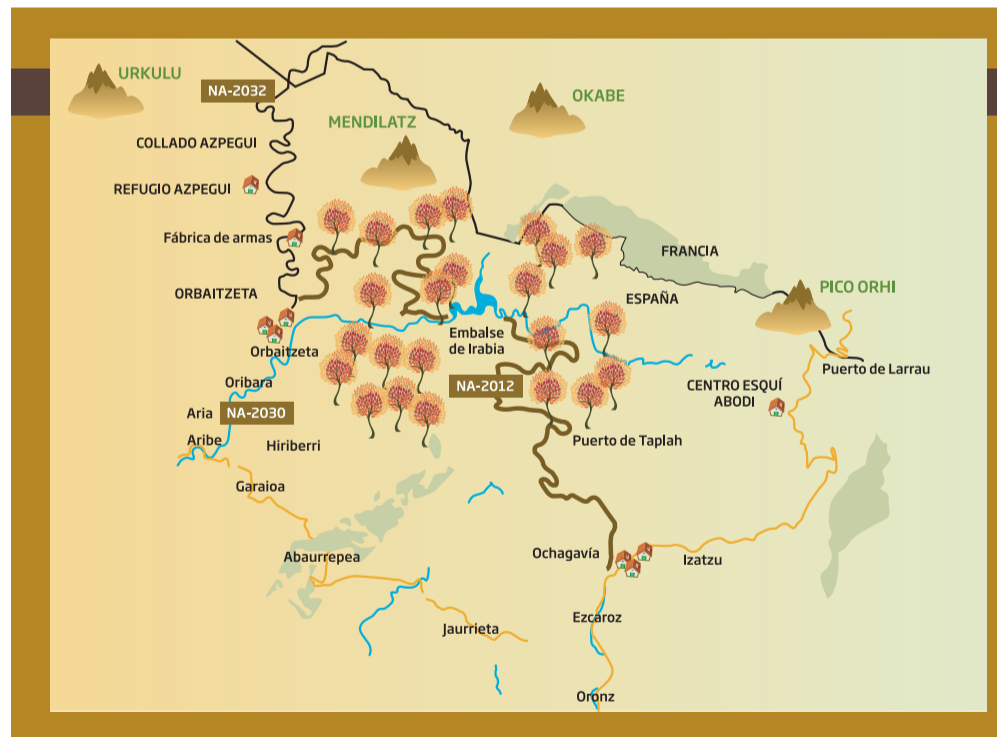 URKULU
NA-2032
OKABE
MENDILATZ
COLLADO AZPEGUI
REFUGIO AZPEGUI
Fábrica de armas
FRANCIA
ORBAITZETA
ESPAÑA
PICO ORHI
Embalse
de Irabia
Orbaitzeta
Puerto de Larrau
Oribara
NA-2012
CENTRO ESQUÍ
ABODI
Aria
NA-2030
Aribe
Hiriberri
Puerto de Taplah
Garaioa
Abaurrepea
Ochagavía
Izatzu
Ezcaroz
Jaurrieta
Oronz